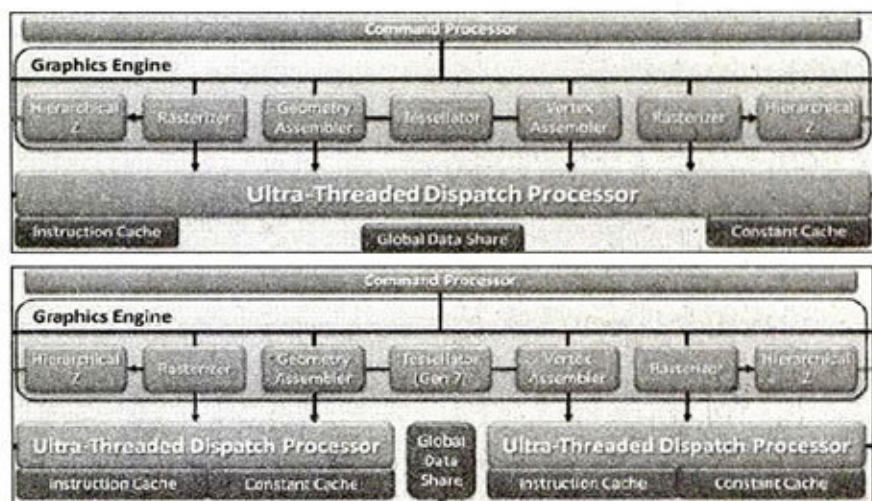 Command Processor
Graphics Engine
Hierarchical Z
Rasterizer
Geometry Assembler
Tessellator
Vertex Assembler
Rasterizer
Hierarchical Z
Ultra-Threaded Dispatch Processor
Instruction Cache
Global Data Share
Constant Cache
Command Processor
Graphics Engine
Hierarchical Z
Rasterizer
Geometry Assembler
Tessellator (Gen 7)
Vertex Assembler
Rasterizer
Hierarchical Z
Ultra-Threaded Dispatch Processor
Global Data Share
Ultra-Threaded Dispatch Processor
Instruction Cache
Constant Cache
Instruction Cache
Constant Cache